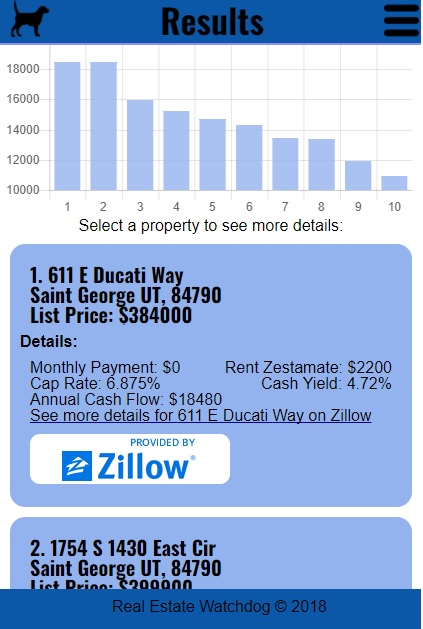 Results
18000
16000
14000
12000
10000
1 2 3 4 5 6 7 8 9 10
Select a property to see more details:
1. 611 E Ducati Way
Saint George UT, 84790
List Price: $384000
Details:
Monthly Payment: $0 Rent Zestamate: $2200
Cap Rate: 6.875% Cash Yield: 4.72%
Annual Cash Flow: $18480
See more details for 611 E Ducati Way on Zillow
PROVIDED BY
Zillow®
2. 1754 S 1430 East Cir
Saint George UT, 84790
List Price: $399900
Real Estate Watchdog © 2018